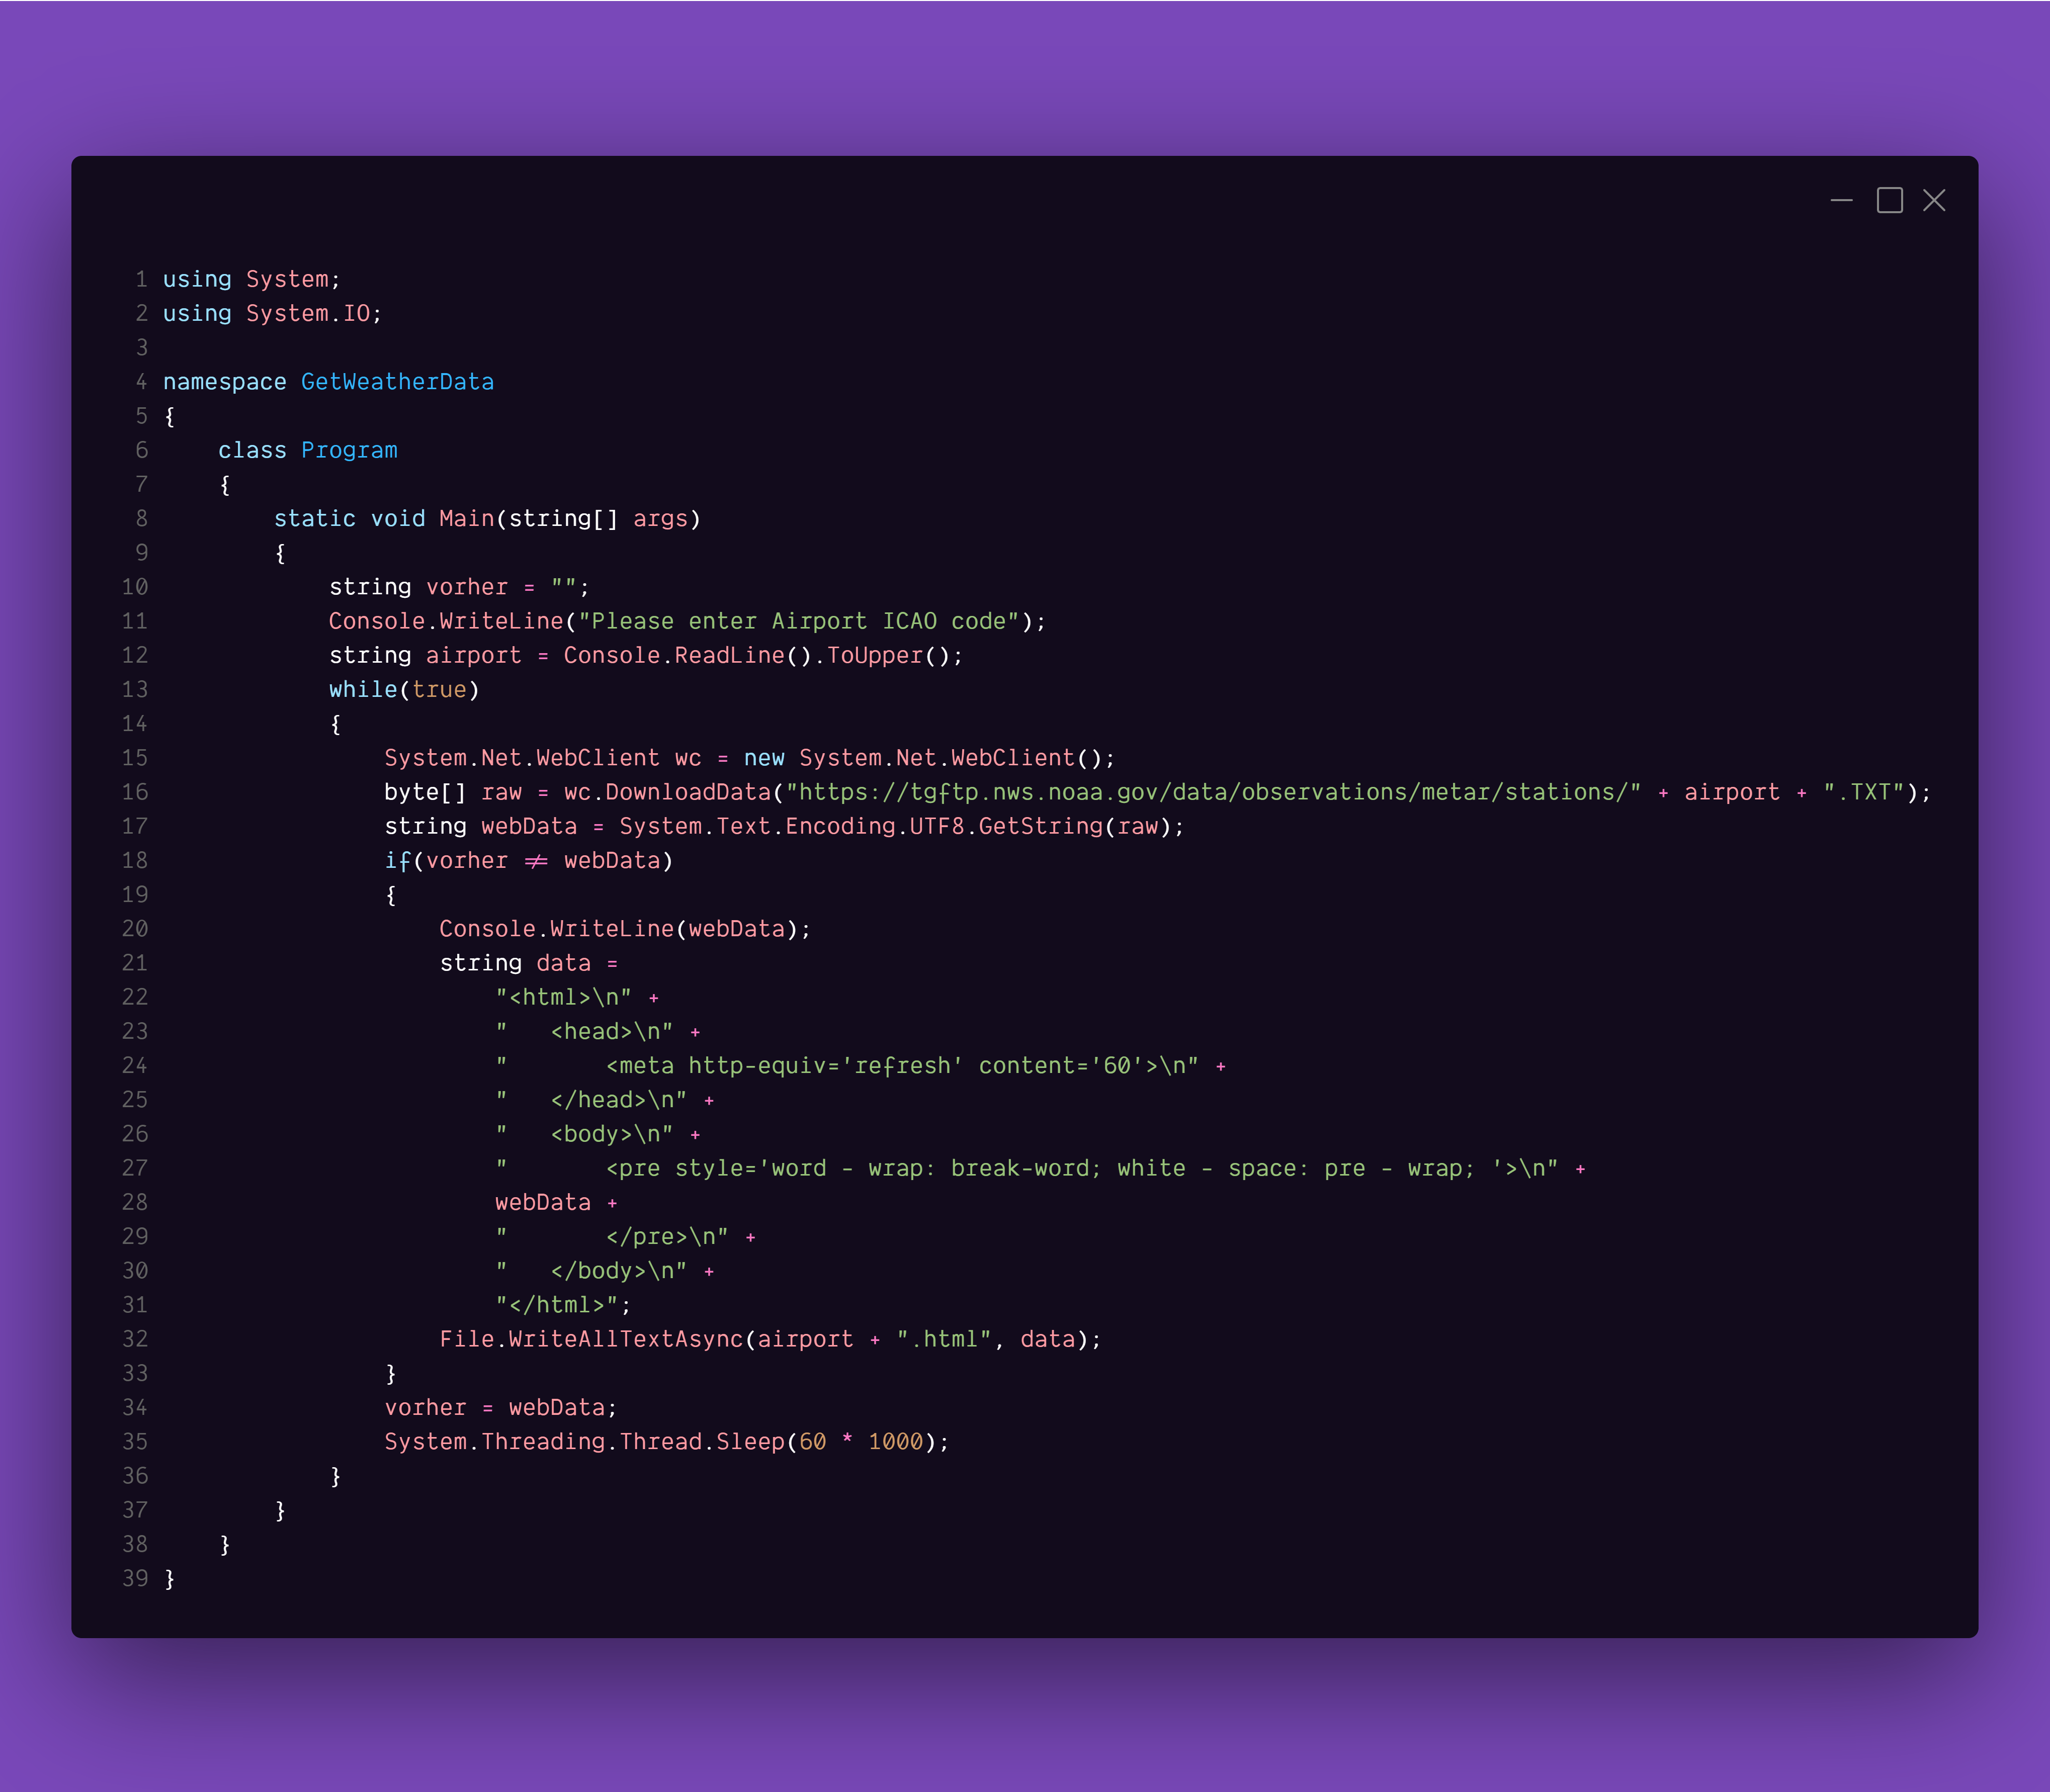 1 using System;
2 using System.IO;
3
4 namespace GetWeatherData
5 {
6     class Program
7     {
8         static void Main(string[] args)
9         {
10             string vorher = "";
11             Console.WriteLine("Please enter Airport ICAO code");
12             string airport = Console.ReadLine().ToUpper();
13             while(true)
14             {
15                 System.Net.WebClient wc = new System.Net.WebClient();
16                 byte[] raw = wc.DownloadData("https://tgftp.nws.noaa.gov/data/observations/metar/stations/" + airport + ".TXT");
17                 string webData = System.Text.Encoding.UTF8.GetString(raw);
18                 if(vorher != webData)
19                 {
20                     Console.WriteLine(webData);
21                     string data =
22                         "<html>\n" +
23                         "   <head>\n" +
24                         "       <meta http-equiv='refresh' content='60'>\n" +
25                         "   </head>\n" +
26                         "   <body>\n" +
27                         "       <pre style='word - wrap: break-word; white - space: pre - wrap; '>\n" +
28                         webData +
29                         "       </pre>\n" +
30                         "   </body>\n" +
31                         "</html>";
32                     File.WriteAllTextAsync(airport + ".html", data);
33                 }
34                 vorher = webData;
35                 System.Threading.Thread.Sleep(60 * 1000);
36             }
37         }
38     }
39 }